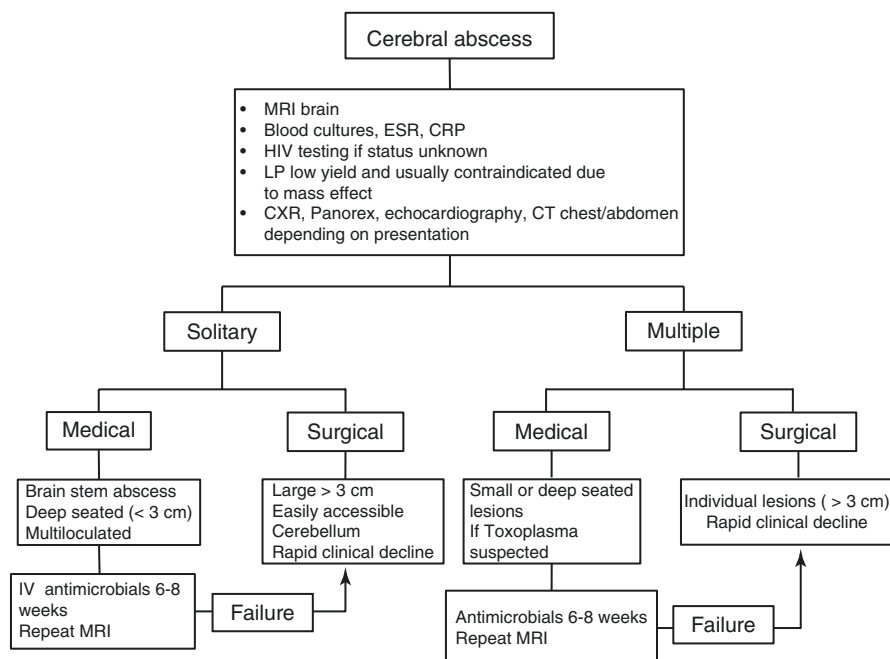 Cerebral abscess
• MRI brain
• Blood cultures, ESR, CRP
• HIV testing if status unknown
• LP low yield and usually contraindicated due
to mass effect
• CXR, Panorex, echocardiography, CT chest/abdomen
depending on presentation
Solitary
Multiple
Medical
Surgical
Medical
Surgical
Brain stem abscess
Deep seated (< 3 cm)
Multiloculated
Large > 3 cm
Easily accessible
Cerebellum
Rapid clinical decline
Small or deep seated
lesions
If Toxoplasma
suspected
Individual lesions ( > 3 cm)
Rapid clinical decline
IV antimicrobials 6-8
weeks
Repeat MRI
Failure
Antimicrobials 6-8 weeks
Repeat MRI
Failure